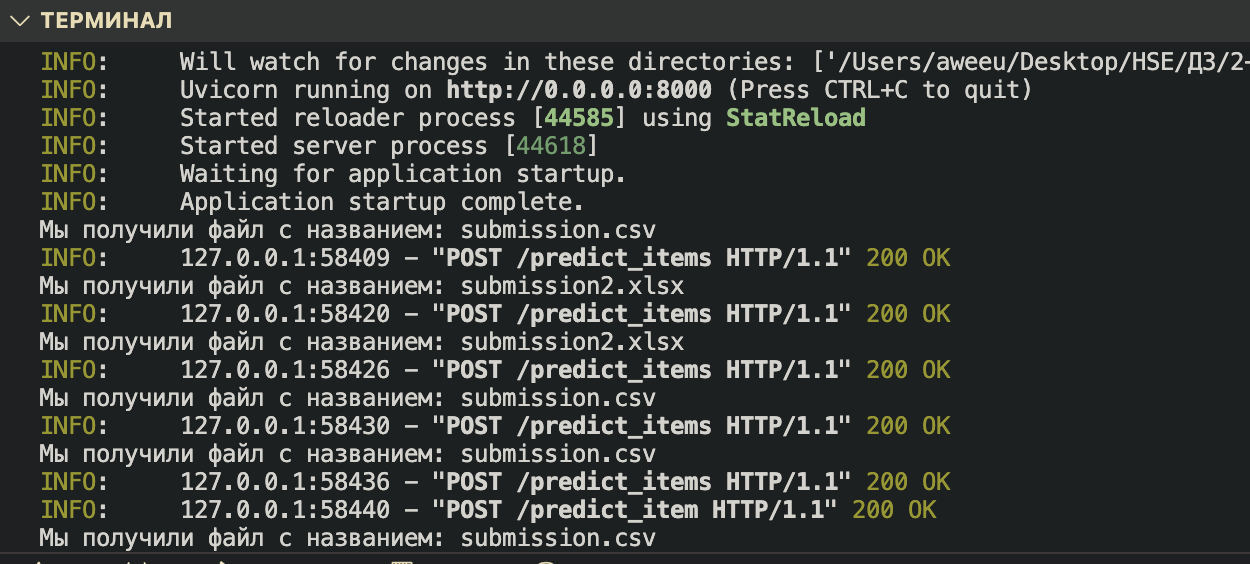 ТЕРМИНАЛ
INFO: Will watch for changes in these directories: ['/Users/aweeu/Desktop/HSE/ДЗ/2-
INFO: Uvicorn running on http://0.0.0.0:8000 (Press CTRL+C to quit)
INFO: Started reloader process [44585] using StatReload
INFO: Started server process [44618]
INFO: Waiting for application startup.
INFO: Application startup complete.
Мы получили файл с названием: submission.csv
INFO: 127.0.0.1:58409 - "POST /predict_items HTTP/1.1" 200 OK
Мы получили файл с названием: submission2.xlsx
INFO: 127.0.0.1:58420 - "POST /predict_items HTTP/1.1" 200 OK
Мы получили файл с названием: submission2.xlsx
INFO: 127.0.0.1:58426 - "POST /predict_items HTTP/1.1" 200 OK
Мы получили файл с названием: submission.csv
INFO: 127.0.0.1:58430 - "POST /predict_items HTTP/1.1" 200 OK
Мы получили файл с названием: submission.csv
INFO: 127.0.0.1:58436 - "POST /predict_items HTTP/1.1" 200 OK
INFO: 127.0.0.1:58440 - "POST /predict_item HTTP/1.1" 200 OK
Мы получили файл с названием: submission.csv